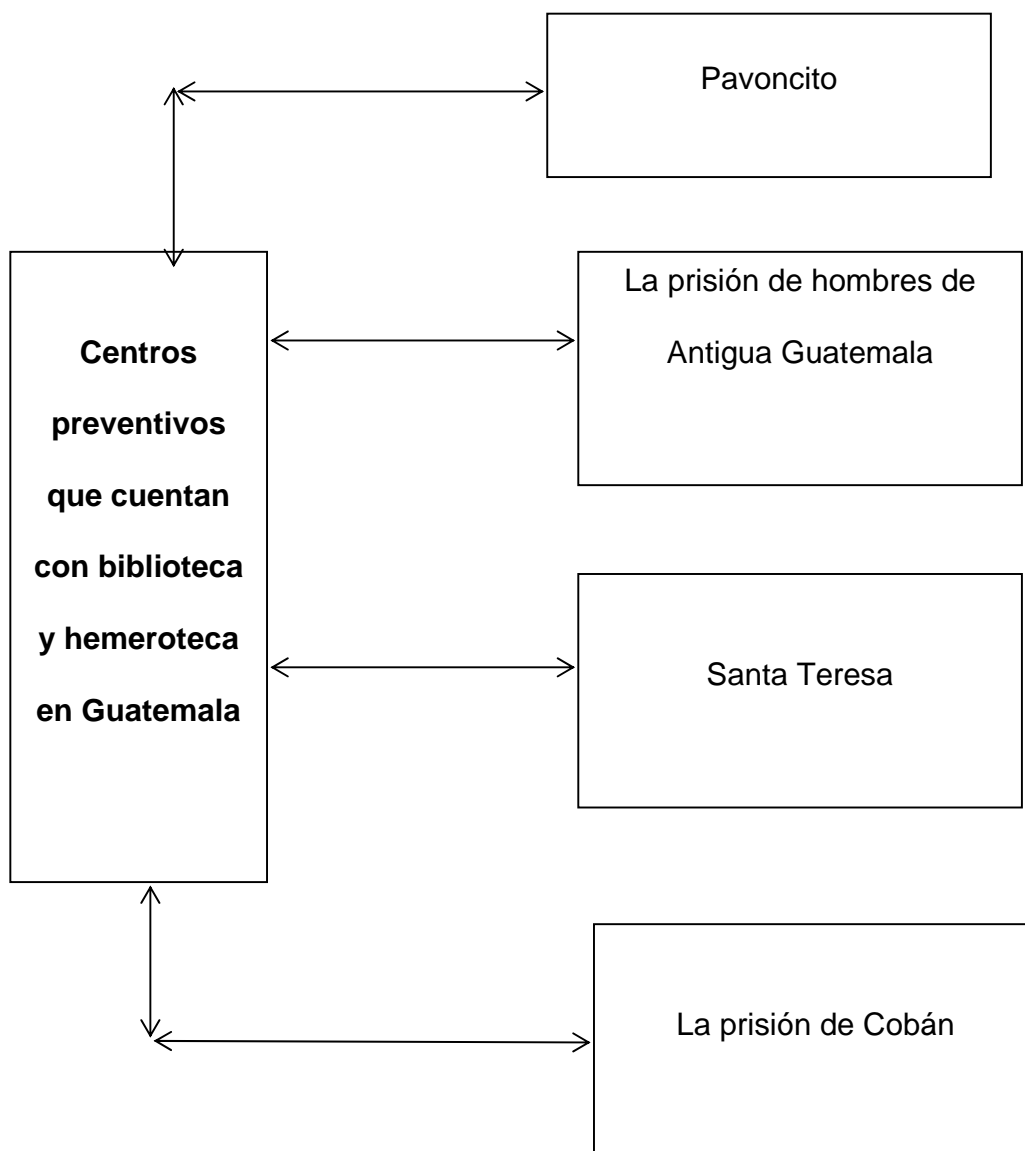 Pavoncito
La prisión de hombres de
Antigua Guatemala
Centros
preventivos
que cuentan
con biblioteca
y hemeroteca
en Guatemala
Santa Teresa
La prisión de Cobán